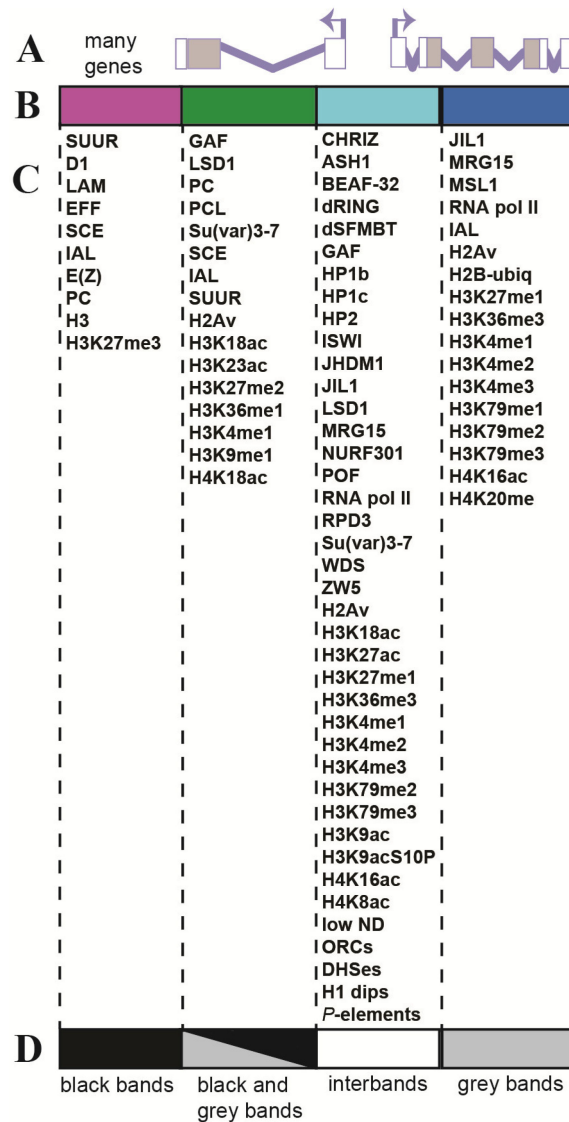 A
many
genes
B
C
SUUR
D1
LAM
EFF
SCE
IAL
E(Z)
PC
H3
H3K27me3
GAF
LSD1
PC
PCL
Su(var)3-7
SCE
IAL
SUUR
H2Av
H3K18ac
H3K23ac
H3K27me2
H3K36me1
H3K4me1
H3K9me1
H4K18ac
CHRIZ
ASH1
BEAF-32
dRING
dSFMBT
GAF
HP1b
HP1c
HP2
ISWI
JHDM1
JIL1
LSD1
MRG15
NURF301
POF
RNA pol II
RPD3
Su(var)3-7
WDS
ZW5
H2Av
H3K18ac
H3K27ac
H3K27me1
H3K36me3
H3K4me1
H3K4me2
H3K4me3
H3K79me2
H3K79me3
H3K9ac
H3K9acS10P
H4K16ac
H4K8ac
low ND
ORCs
DHSes
H1 dips
P-elements
JIL1
MRG15
MSL1
RNA pol II
IAL
H2Av
H2B-ubiq
H3K27me1
H3K36me3
H3K4me1
H3K4me2
H3K4me3
H3K79me1
H3K79me2
H3K79me3
H4K16ac
H4K20me
D
black bands
black and
grey bands
interbands
grey bands